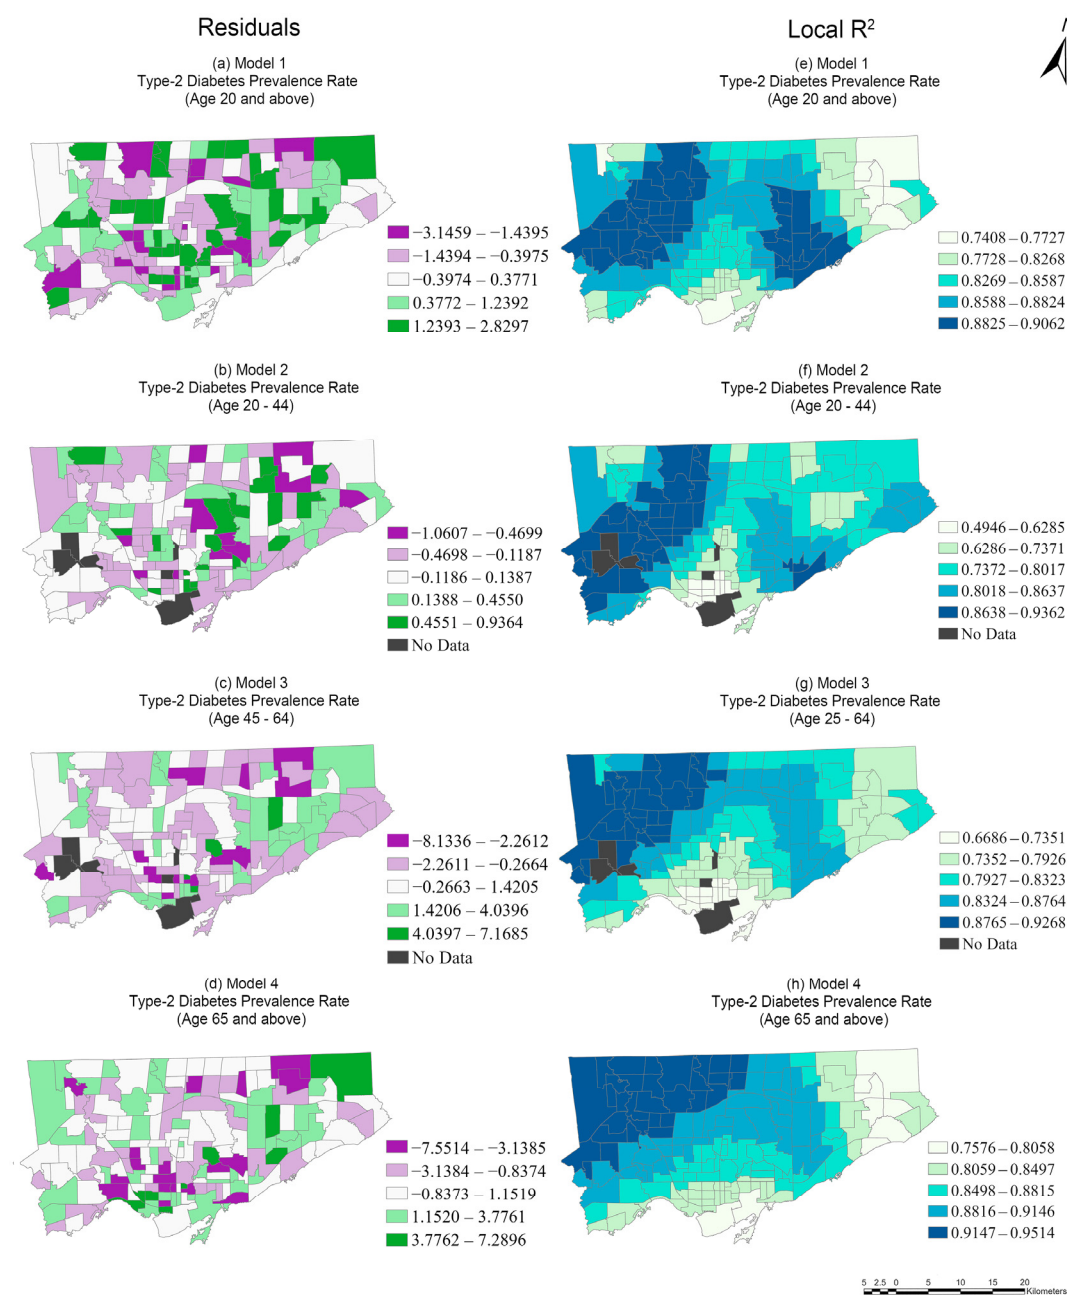 Residuals
Local R²
(a) Model 1
Type-2 Diabetes Prevalence Rate
(Age 20 and above)
−3.1459 – −1.4395
−1.4394 – −0.3975
−0.3974 – 0.3771
0.3772 – 1.2392
1.2393 – 2.8297
(e) Model 1
Type-2 Diabetes Prevalence Rate
(Age 20 and above)
0.7408 – 0.7727
0.7728 – 0.8268
0.8269 – 0.8587
0.8588 – 0.8824
0.8825 – 0.9062
(b) Model 2
Type-2 Diabetes Prevalence Rate
(Age 20 - 44)
−1.0607 – −0.4699
−0.4698 – −0.1187
−0.1186 – 0.1387
0.1388 – 0.4550
0.4551 – 0.9364
No Data
(f) Model 2
Type-2 Diabetes Prevalence Rate
(Age 20 - 44)
0.4946 – 0.6285
0.6286 – 0.7371
0.7372 – 0.8017
0.8018 – 0.8637
0.8638 – 0.9362
No Data
(c) Model 3
Type-2 Diabetes Prevalence Rate
(Age 45 - 64)
−8.1336 – −2.2612
−2.2611 – −0.2664
−0.2663 – 1.4205
1.4206 – 4.0396
4.0397 – 7.1685
No Data
(g) Model 3
Type-2 Diabetes Prevalence Rate
(Age 25 - 64)
0.6686 – 0.7351
0.7352 – 0.7926
0.7927 – 0.8323
0.8324 – 0.8764
0.8765 – 0.9268
No Data
(d) Model 4
Type-2 Diabetes Prevalence Rate
(Age 65 and above)
−7.5514 – −3.1385
−3.1384 – −0.8374
−0.8373 – 1.1519
1.1520 – 3.7761
3.7762 – 7.2896
(h) Model 4
Type-2 Diabetes Prevalence Rate
(Age 65 and above)
0.7576 – 0.8058
0.8059 – 0.8497
0.8498 – 0.8815
0.8816 – 0.9146
0.9147 – 0.9514
5 2.5 0 5 10 15 20
Kilometers